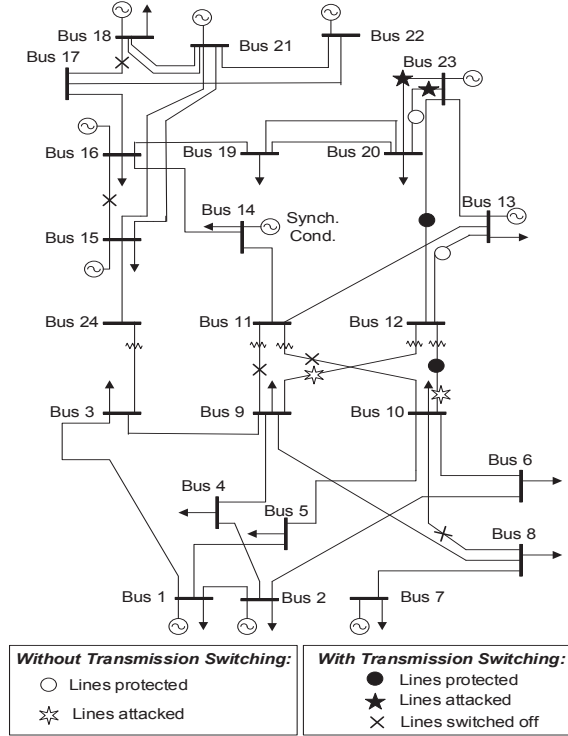 Bus 18
Bus 21
Bus 22
Bus 17
Bus 23
Bus 16
Bus 19
Bus 20
Bus 14
Synch.
Cond.
Bus 13
Bus 15
Bus 24
Bus 11
Bus 12
Bus 3
Bus 9
Bus 10
Bus 4
Bus 5
Bus 6
Bus 8
Bus 1
Bus 2
Bus 7
Without Transmission Switching:
Lines protected
Lines attacked
With Transmission Switching:
Lines protected
Lines attacked
Lines switched off